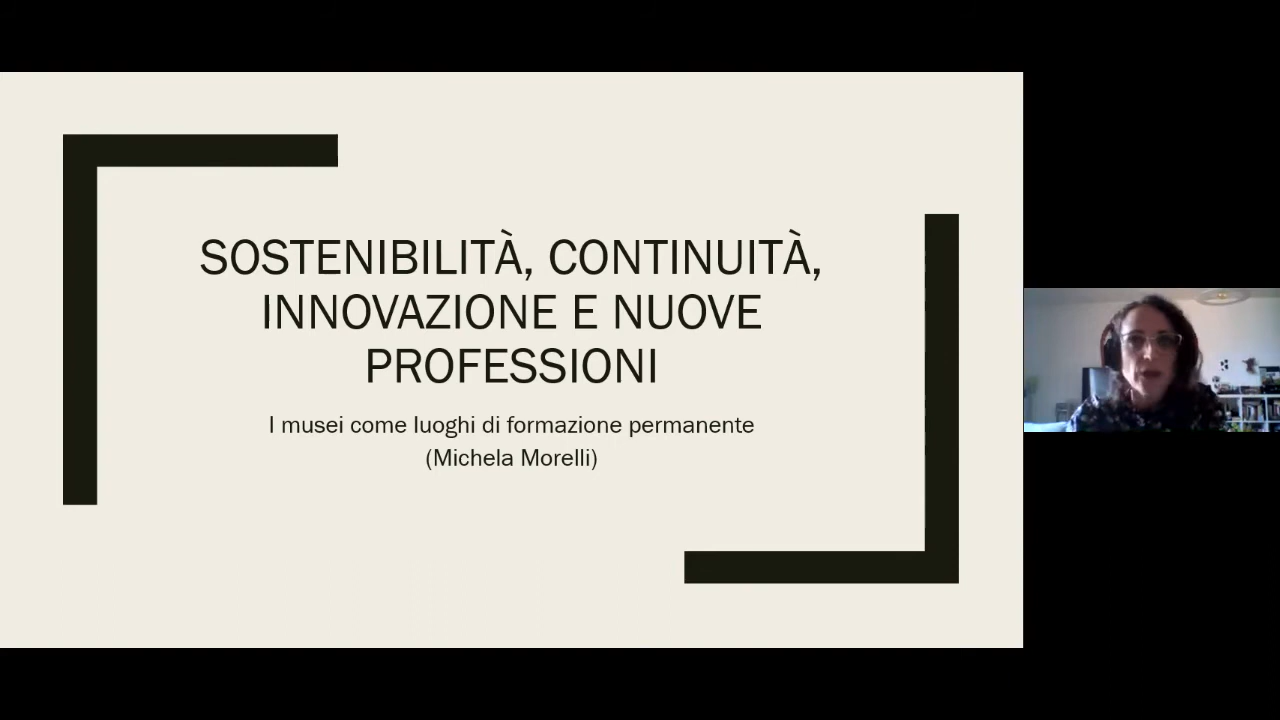 SOSTENIBILITÀ, CONTINUITÀ,
INNOVAZIONE E NUOVE
PROFESSIONI
I musei come luoghi di formazione permanente
(Michela Morelli)